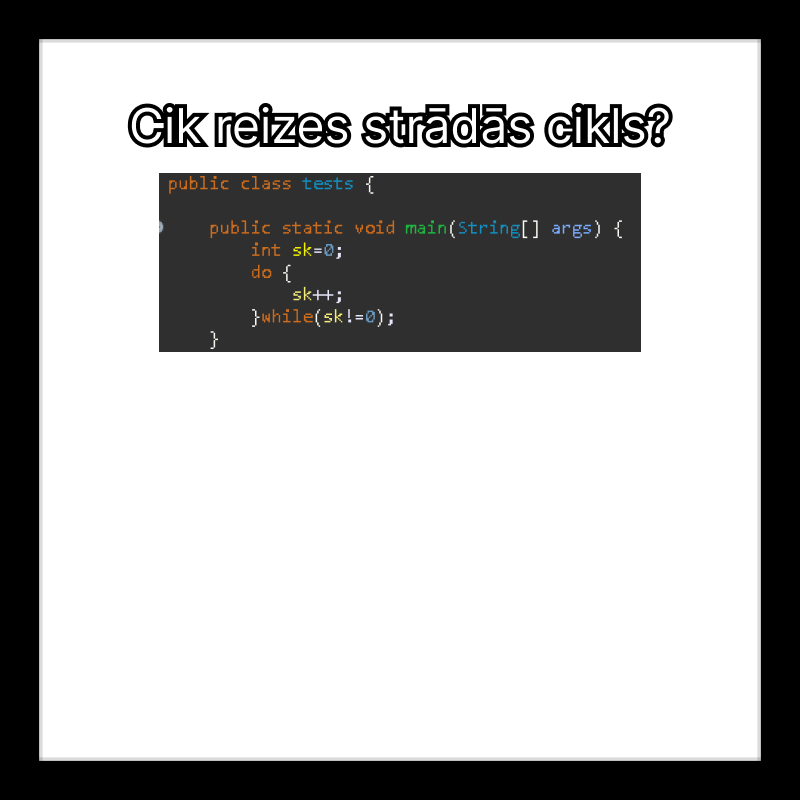 Cik reizes strādās cikls?
public class tests {
public static void main(String[] args) {
int sk=0;
do {
sk++;
}while(sk!=0);
}